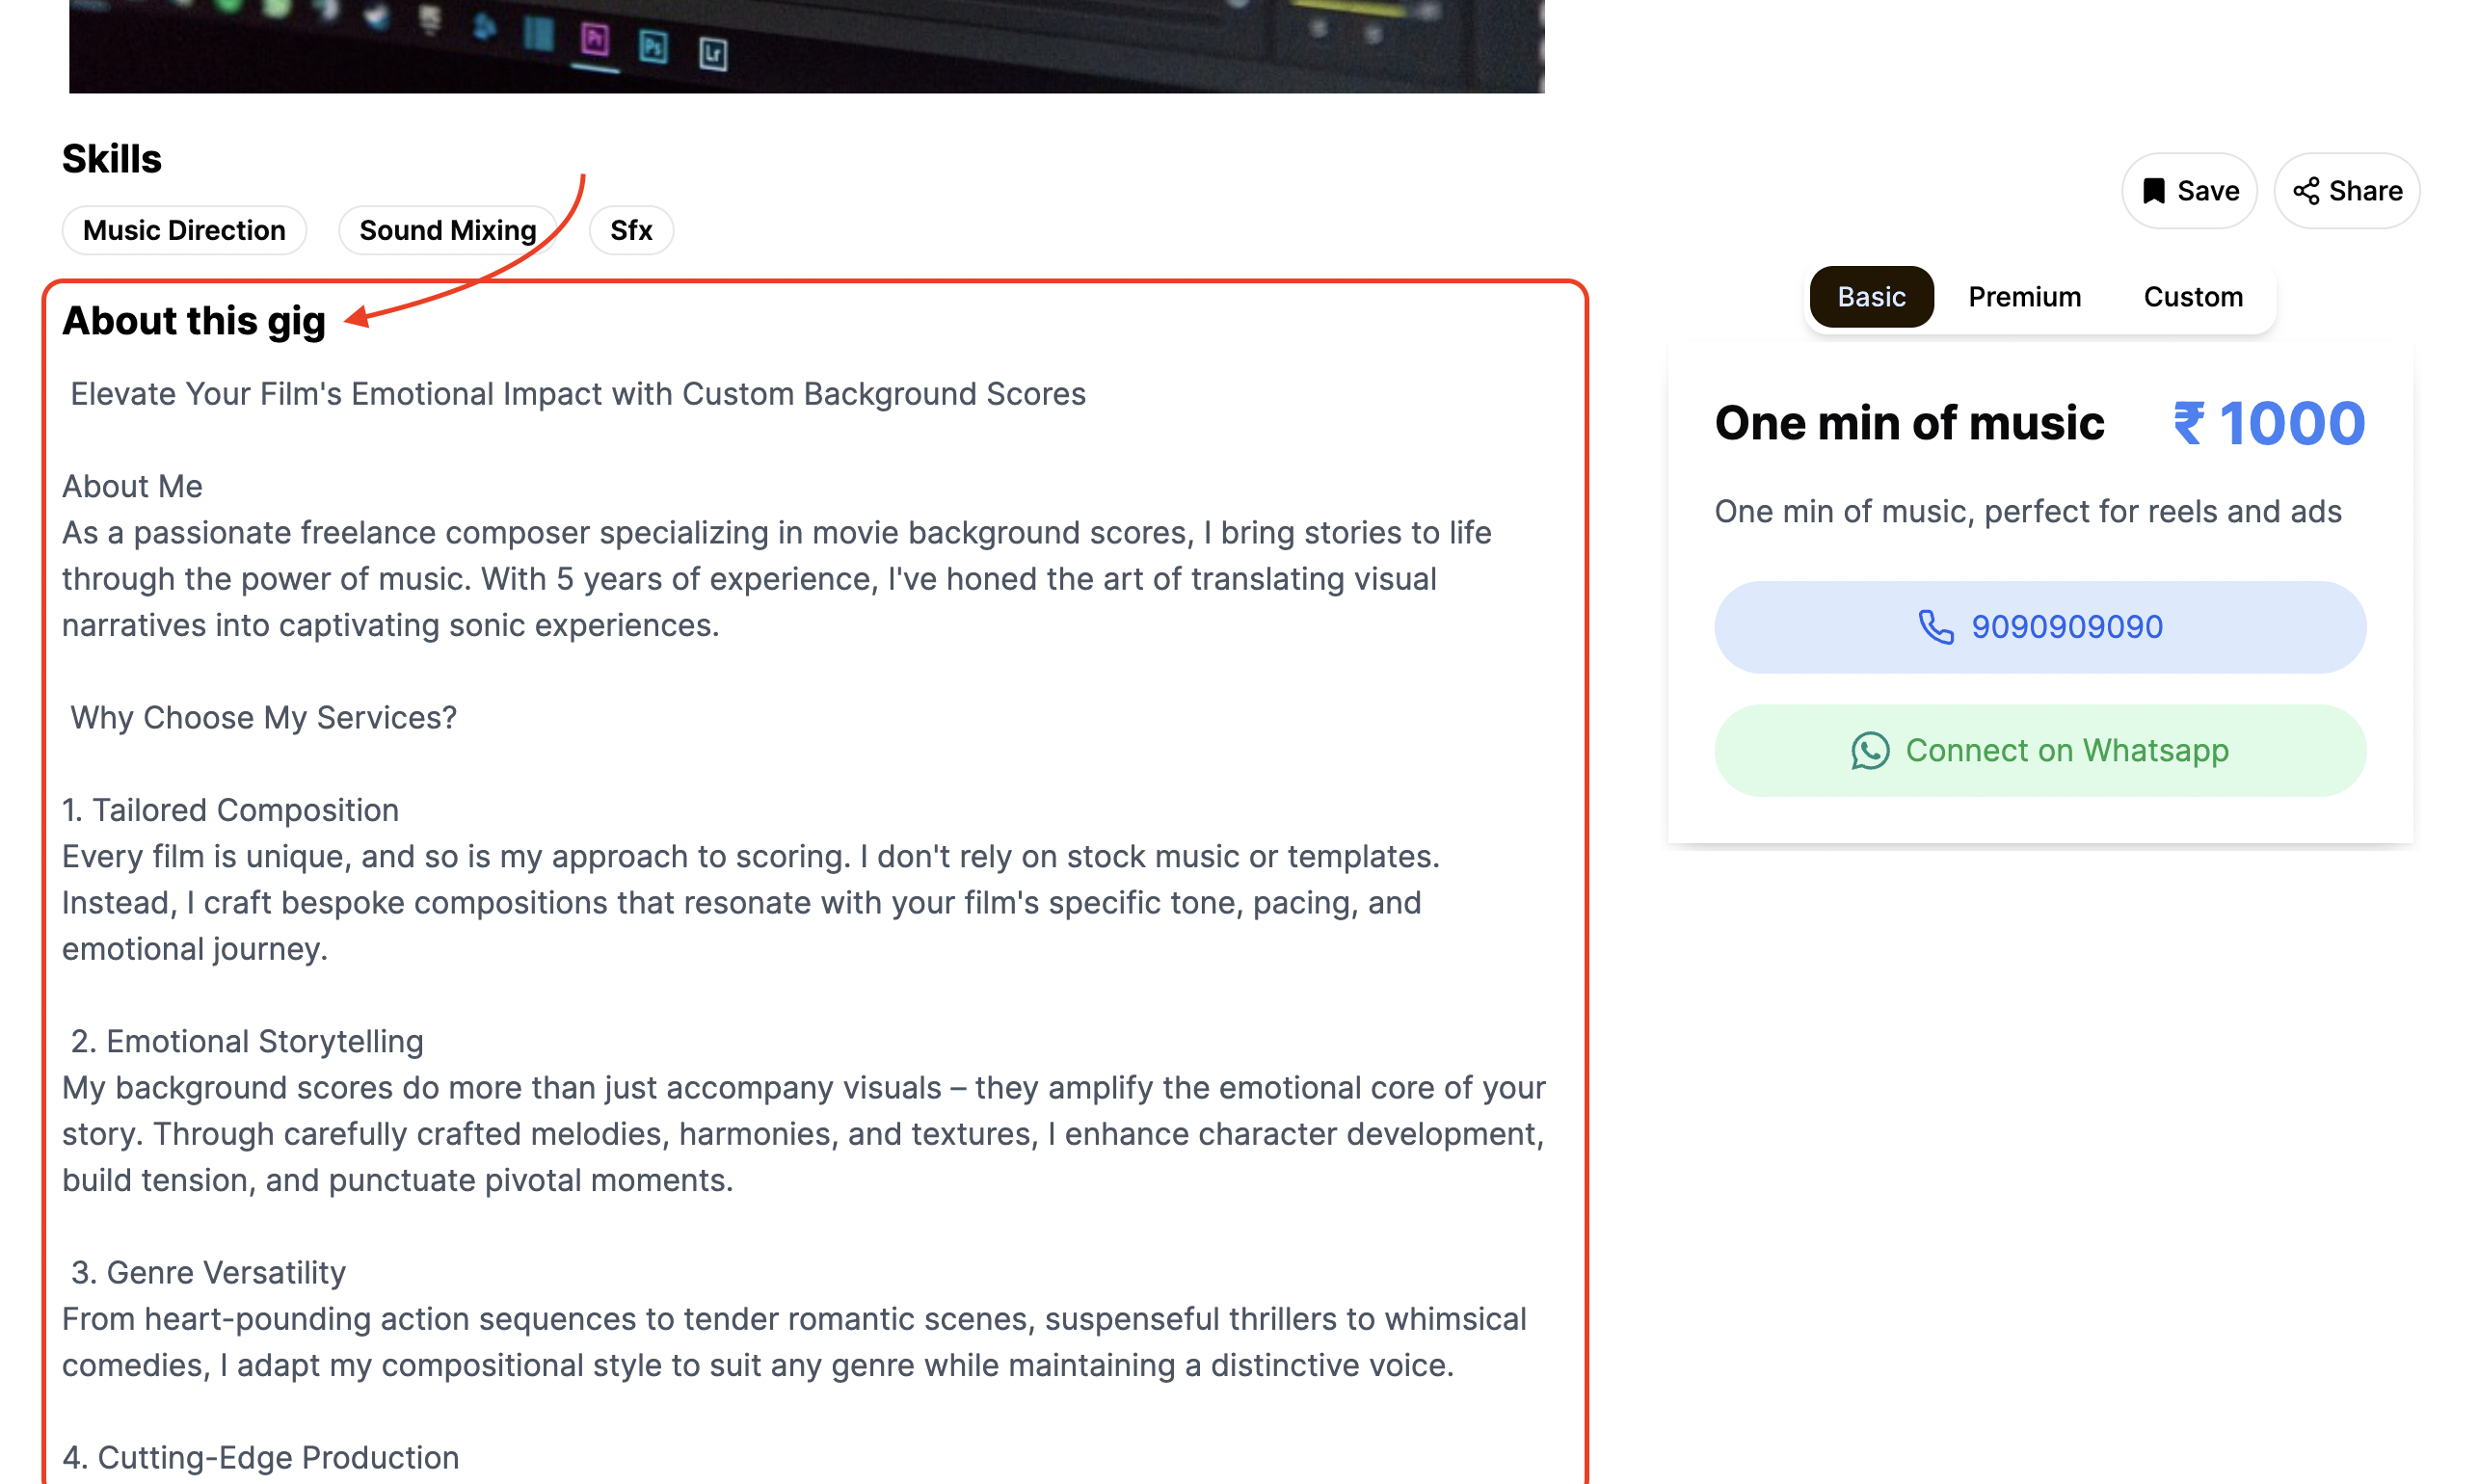 Pr
Ps
Lr
Skills
Music Direction
Sound Mixing
Sfx
About this gig
Elevate Your Film's Emotional Impact with Custom Background Scores
About Me
As a passionate freelance composer specializing in movie background scores, I bring stories to life
through the power of music. With 5 years of experience, I've honed the art of translating visual
narratives into captivating sonic experiences.
Why Choose My Services?
1. Tailored Composition
Every film is unique, and so is my approach to scoring. I don't rely on stock music or templates.
Instead, I craft bespoke compositions that resonate with your film's specific tone, pacing, and
emotional journey.
2. Emotional Storytelling
My background scores do more than just accompany visuals – they amplify the emotional core of your
story. Through carefully crafted melodies, harmonies, and textures, I enhance character development,
build tension, and punctuate pivotal moments.
3. Genre Versatility
From heart-pounding action sequences to tender romantic scenes, suspenseful thrillers to whimsical
comedies, I adapt my compositional style to suit any genre while maintaining a distinctive voice.
4. Cutting-Edge Production
Save
Share
Basic
Premium
Custom
One min of music
₹ 1000
One min of music, perfect for reels and ads
9090909090
Connect on Whatsapp